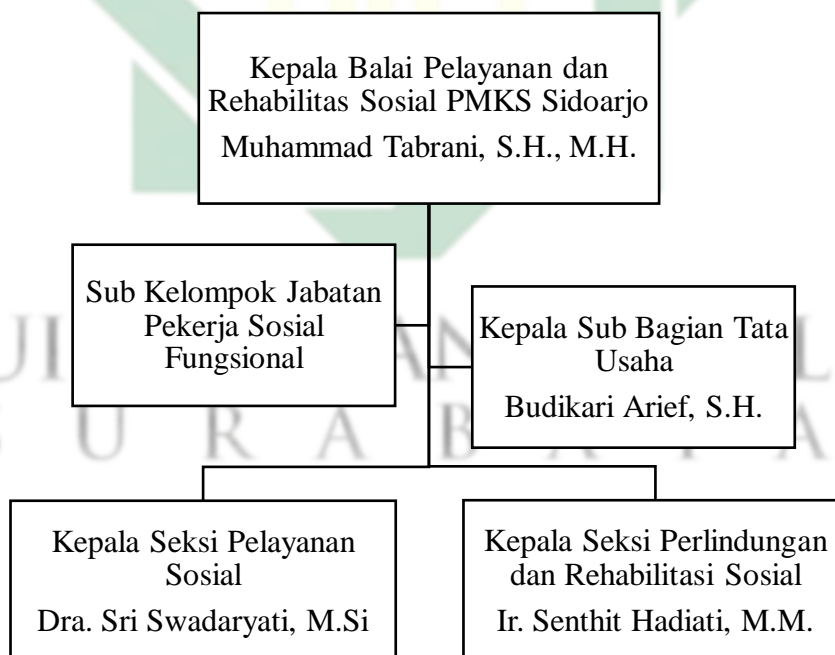 Kepala Balai Pelayanan dan
Rehabilitas Sosial PMKS Sidoarjo
Muhammad Tabrani, S.H., M.H.
Sub Kelompok Jabatan
Pekerja Sosial
Fungsional
Kepala Sub Bagian Tata
Usaha
Budikari Arief, S.H.
Kepala Seksi Pelayanan
Sosial
Dra. Sri Swadaryati, M.Si
Kepala Seksi Perlindungan
dan Rehabilitasi Sosial
Ir. Senthit Hadiati, M.M.